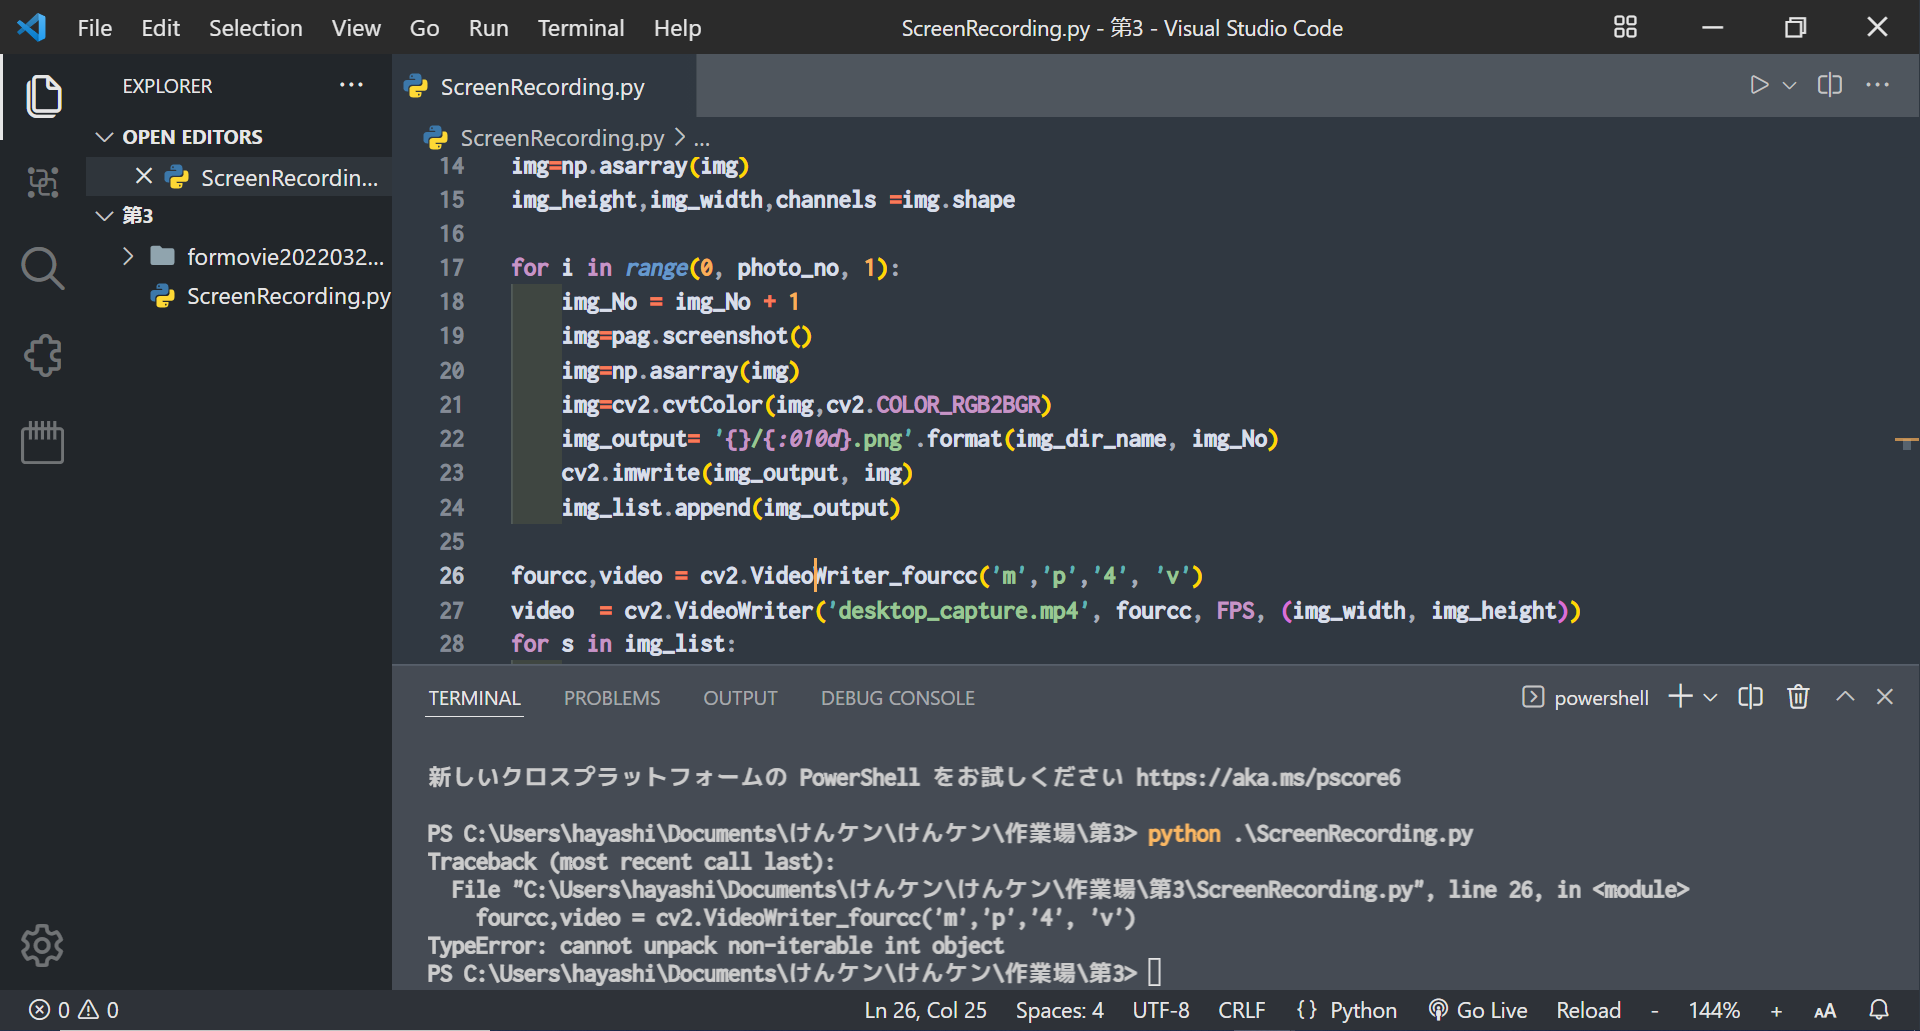 File Edit Selection View Go Run Terminal Help
ScreenRecording.py - 第3 - Visual Studio Code
EXPLORER
OPEN EDITORS
ScreenRecordin...
第3
formovie2022032...
ScreenRecording.py
ScreenRecording.py
ScreenRecording.py > ...
14 img=np.asarray(img)
15 img_height,img_width,channels =img.shape
16
17 for i in range(0, photo_no, 1):
18 img_No = img_No + 1
19 img=pag.screenshot()
20 img=np.asarray(img)
21 img=cv2.cvtColor(img,cv2.COLOR_RGB2BGR)
22 img_output= '{}/{:010d}.png'.format(img_dir_name, img_No)
23 cv2.imwrite(img_output, img)
24 img_list.append(img_output)
25
26 fourcc,video = cv2.VideoWriter_fourcc('m','p','4', 'v')
27 video  = cv2.VideoWriter('desktop_capture.mp4', fourcc, FPS, (img_width, img_height))
28 for s in img_list:
TERMINAL PROBLEMS OUTPUT DEBUG CONSOLE
powershell
新しいクロスプラットフォームの PowerShell をお試しください https://aka.ms/pscore6
PS C:\Users\hayashi\Documents\けんケン\けんケン\作業場\第3> python .\ScreenRecording.py
Traceback (most recent call last):
File "C:\Users\hayashi\Documents\けんケン\けんケン\作業場\第3\ScreenRecording.py", line 26, in <module>
fourcc,video = cv2.VideoWriter_fourcc('m','p','4', 'v')
TypeError: cannot unpack non-iterable int object
PS C:\Users\hayashi\Documents\けんケン\けんケン\作業場\第3>
0 0 Ln 26, Col 25 Spaces: 4 UTF-8 CRLF {} Python Go Live Reload - 144% + AA